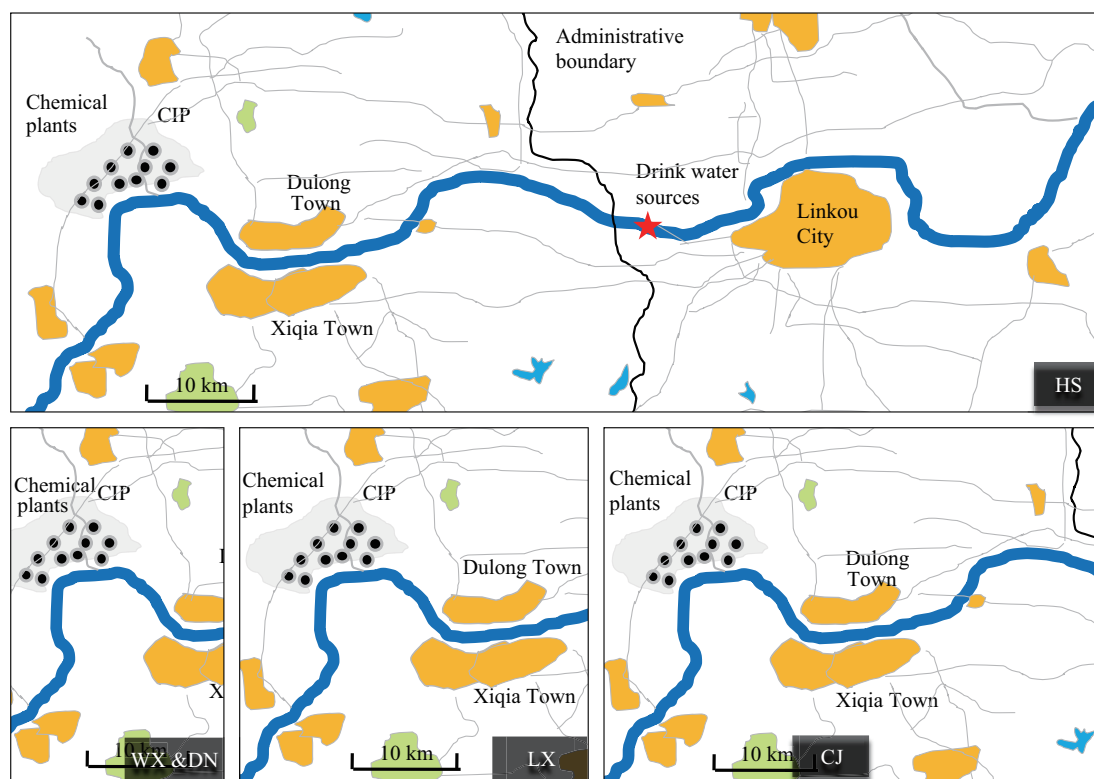 Administrative
boundary
Chemical
plants
CIP
Drink water
sources
Dulong
Town
Linkou
City
Xiqia Town
10 km
HS
Chemical
plants
CIP
10 km
WX &DN
Chemical
plants
CIP
Dulong Town
Xiqia Town
10 km
LX
Chemical
plants
CIP
Dulong
Town
Xiqia Town
10 km
CJ